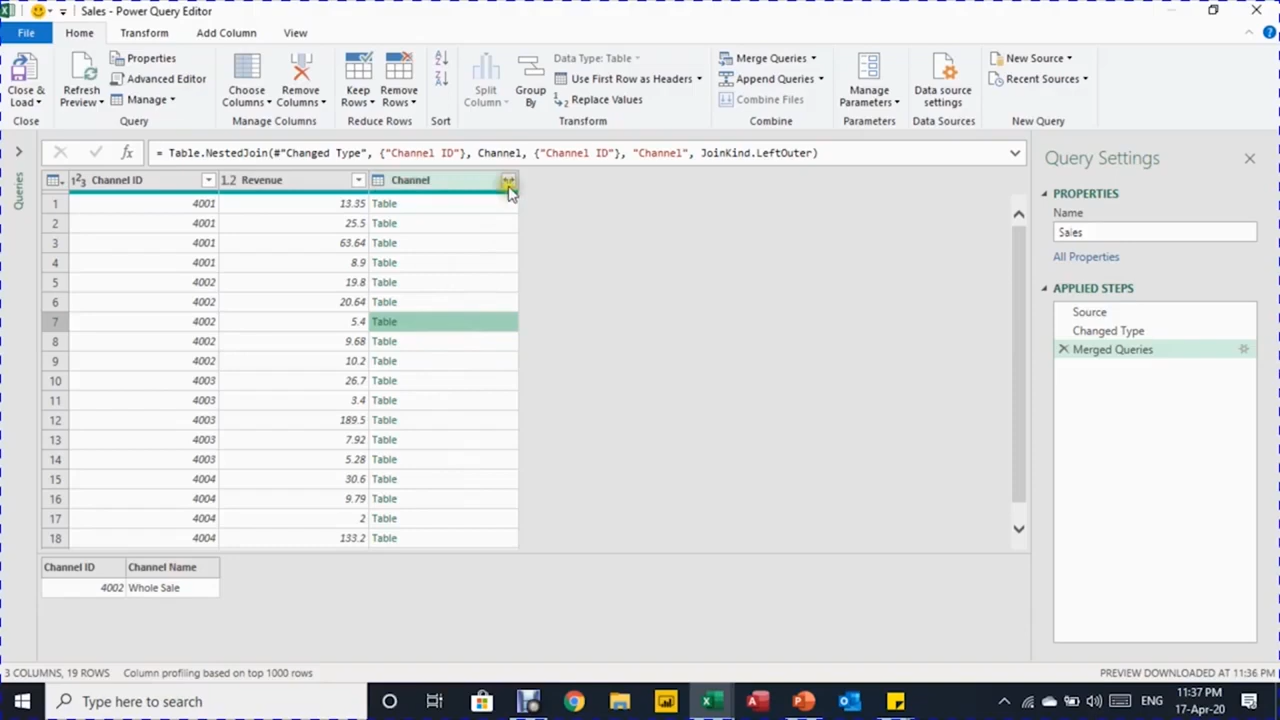 Sales - Power Query Editor
File Home Transform Add Column View
Close & Load
Close
Refresh Preview
Properties
Advanced Editor
Manage
Query
Choose Columns
Remove Columns
Manage Columns
Keep Rows
Remove Rows
Reduce Rows
Sort
Split Column
Group By
Data Type: Table
Use First Row as Headers
Replace Values
Transform
Merge Queries
Append Queries
Combine Files
Combine
Manage Parameters
Parameters
Data source settings
Data Sources
New Source
Recent Sources
New Query
fx = Table.NestedJoin(#"Changed Type", {"Channel ID"}, Channel, {"Channel ID"}, "Channel", JoinKind.LeftOuter)
Queries
1²3 Channel ID 1.2 Revenue Channel
1 4001 13.35 Table
2 4001 25.5 Table
3 4001 63.64 Table
4 4001 8.9 Table
5 4002 19.8 Table
6 4002 20.64 Table
7 4002 5.4 Table
8 4002 9.68 Table
9 4002 10.2 Table
10 4003 26.7 Table
11 4003 3.4 Table
12 4003 189.5 Table
13 4003 7.92 Table
14 4003 5.28 Table
15 4004 30.6 Table
16 4004 9.79 Table
17 4004 2 Table
18 4004 133.2 Table
Channel ID Channel Name
4002 Whole Sale
Query Settings
PROPERTIES
Name
Sales
All Properties
APPLIED STEPS
Source
Changed Type
Merged Queries
3 COLUMNS, 19 ROWS Column profiling based on top 1000 rows
PREVIEW DOWNLOADED AT 11:36 PM
Type here to search
ENG
11:37 PM
17-Apr-20